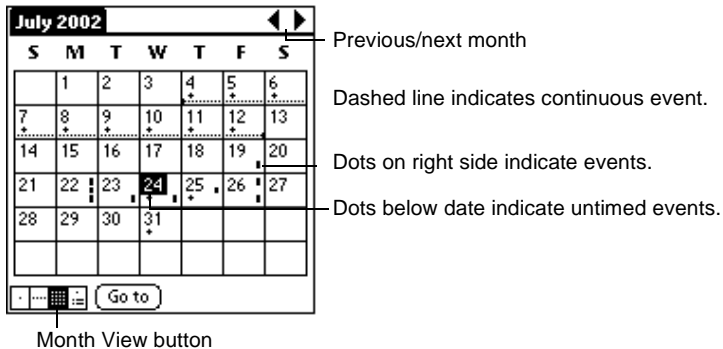 July 2002
Previous/next month
S M T W T F S
1 2 3 4 5 6
Dashed line indicates continuous event.
7 8 9 10 11 12 13
14 15 16 17 18 19 20
Dots on right side indicate events.
21 22 23 24 25 26 27
Dots below date indicate untimed events.
28 29 30 31
Go to
Month View button